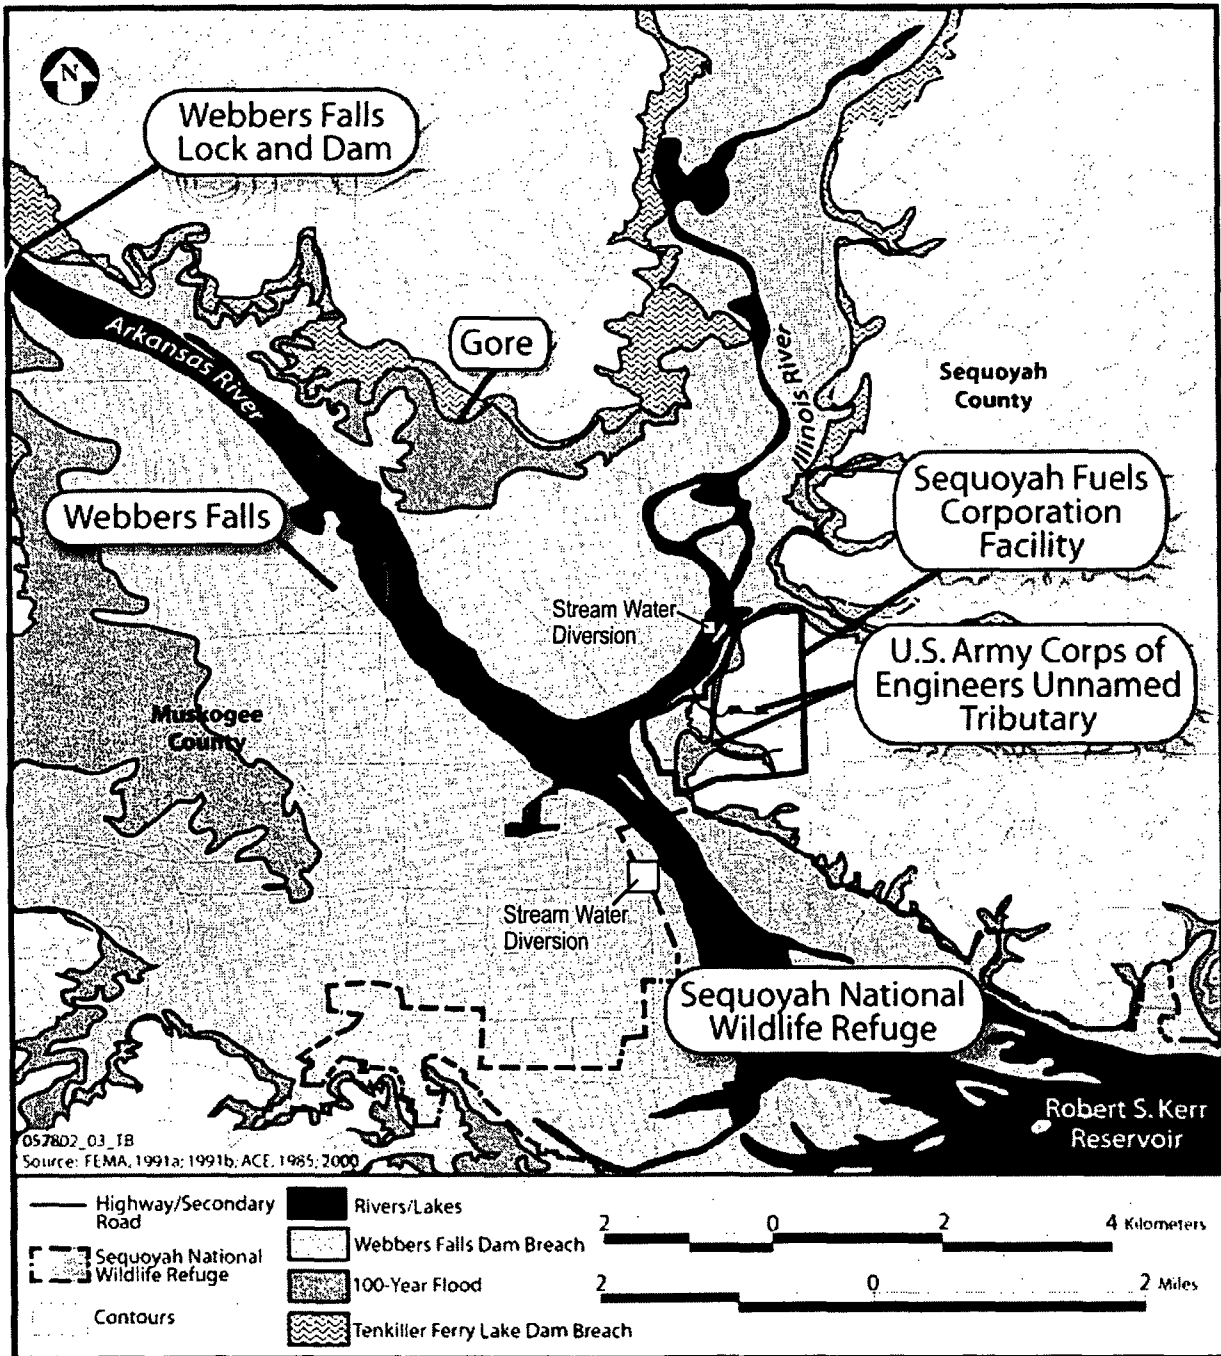 N
Webbers Falls
Lock and Dam
Arkansas River
Gore
Illinois River
Sequoyah
County
Webbers Falls
Sequoyah Fuels
Corporation
Facility
Stream Water
Diversion
U.S. Army Corps of
Engineers Unnamed
Tributary
Muskogee
County
Stream Water
Diversion
Sequoyah National
Wildlife Refuge
Robert S. Kerr
Reservoir
057802_03_TB
Source: FEMA, 1991a; 1991b; ACE, 1985; 2000
Highway/Secondary
Road
Sequoyah National
Wildlife Refuge
Contours
Rivers/Lakes
Webbers Falls Dam Breach
100-Year Flood
Tenkiller Ferry Lake Dam Breach
2 0 2 4 Kilometers
2 0 2 Miles